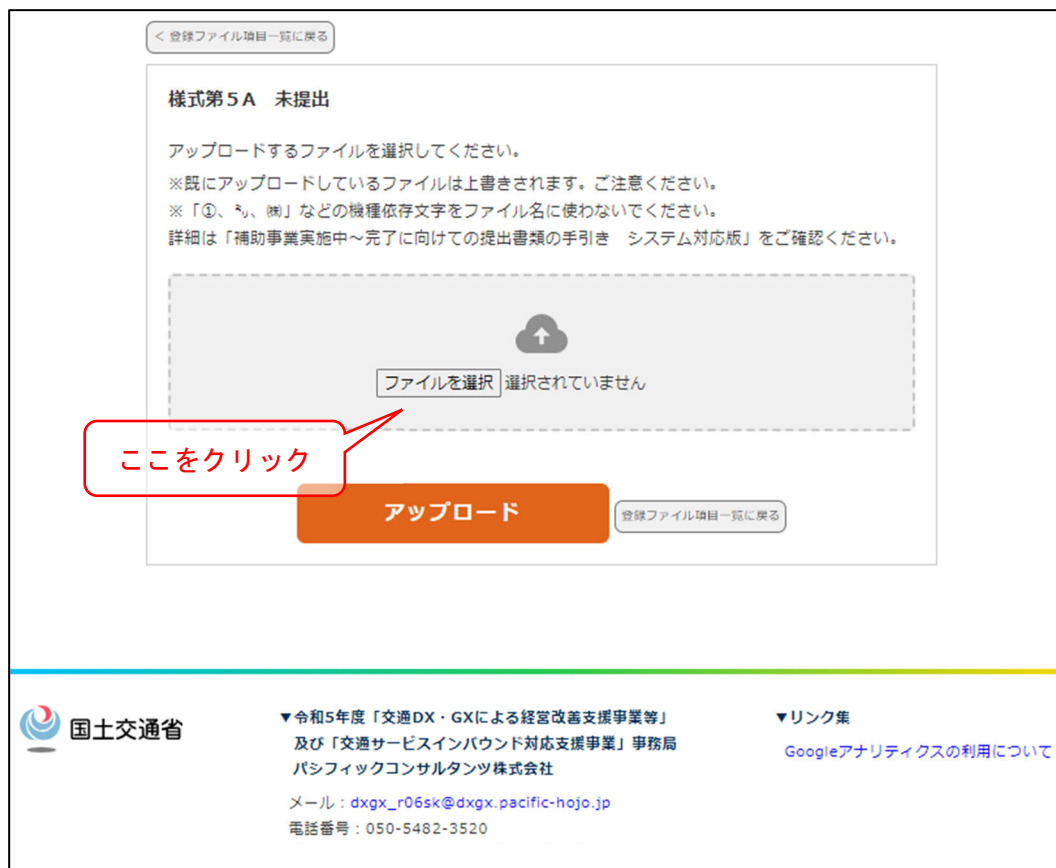 < 登録ファイル項目一覧に戻る
様式第5A 未提出
アップロードするファイルを選択してください。
※既にアップロードしているファイルは上書きされます。ご注意ください。
※「①、㍉、㈱」などの機種依存文字をファイル名に使わないでください。
詳細は「補助事業実施中～完了に向けての提出書類の手引き　システム対応版」をご確認ください。
ファイルを選択 選択されていません
ここをクリック
アップロード
登録ファイル項目一覧に戻る
国土交通省
▼令和5年度「交通DX・GXによる経営改善支援事業等」
及び「交通サービスインバウンド対応支援事業」事務局
パシフィックコンサルタンツ株式会社
メール：dxgx_r06sk@dxgx.pacific-hojo.jp
電話番号：050-5482-3520
▼リンク集
Googleアナリティクスの利用について